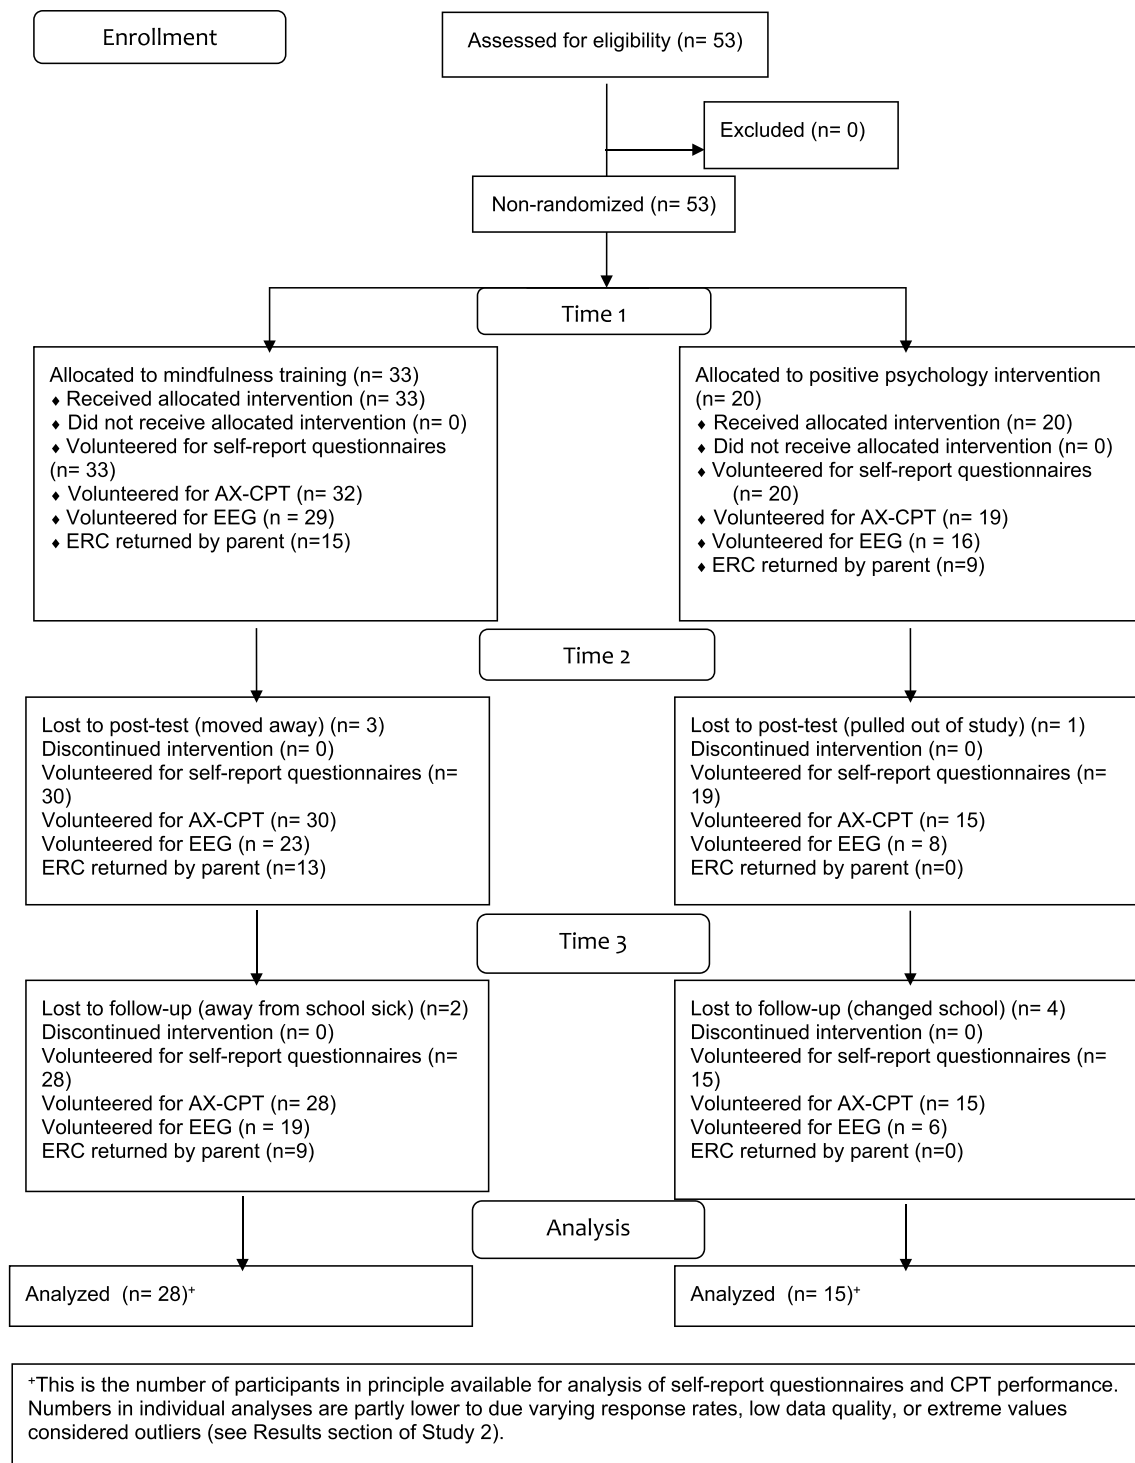 Enrollment
Assessed for eligibility (n= 53)
Excluded (n= 0)
Non-randomized (n= 53)
Time 1
Allocated to mindfulness training (n= 33)
⬧ Received allocated intervention (n= 33)
⬧ Did not receive allocated intervention (n= 0)
⬧ Volunteered for self-report questionnaires
(n= 33)
⬧ Volunteered for AX-CPT (n= 32)
⬧ Volunteered for EEG (n = 29)
⬧ ERC returned by parent (n=15)
Allocated to positive psychology intervention
(n= 20)
⬧ Received allocated intervention (n= 20)
⬧ Did not receive allocated intervention (n= 0)
⬧ Volunteered for self-report questionnaires
(n= 20)
⬧ Volunteered for AX-CPT (n= 19)
⬧ Volunteered for EEG (n = 16)
⬧ ERC returned by parent (n=9)
Time 2
Lost to post-test (moved away) (n= 3)
Discontinued intervention (n= 0)
Volunteered for self-report questionnaires (n=
30)
Volunteered for AX-CPT (n= 30)
Volunteered for EEG (n = 23)
ERC returned by parent (n=13)
Lost to post-test (pulled out of study) (n= 1)
Discontinued intervention (n= 0)
Volunteered for self-report questionnaires (n=
19)
Volunteered for AX-CPT (n= 15)
Volunteered for EEG (n = 8)
ERC returned by parent (n=0)
Time 3
Lost to follow-up (away from school sick) (n=2)
Discontinued intervention (n= 0)
Volunteered for self-report questionnaires (n=
28)
Volunteered for AX-CPT (n= 28)
Volunteered for EEG (n = 19)
ERC returned by parent (n=9)
Lost to follow-up (changed school) (n= 4)
Discontinued intervention (n= 0)
Volunteered for self-report questionnaires (n=
15)
Volunteered for AX-CPT (n= 15)
Volunteered for EEG (n = 6)
ERC returned by parent (n=0)
Analysis
Analyzed (n= 28)⁺
Analyzed (n= 15)⁺
⁺This is the number of participants in principle available for analysis of self-report questionnaires and CPT performance.
Numbers in individual analyses are partly lower to due varying response rates, low data quality, or extreme values
considered outliers (see Results section of Study 2).